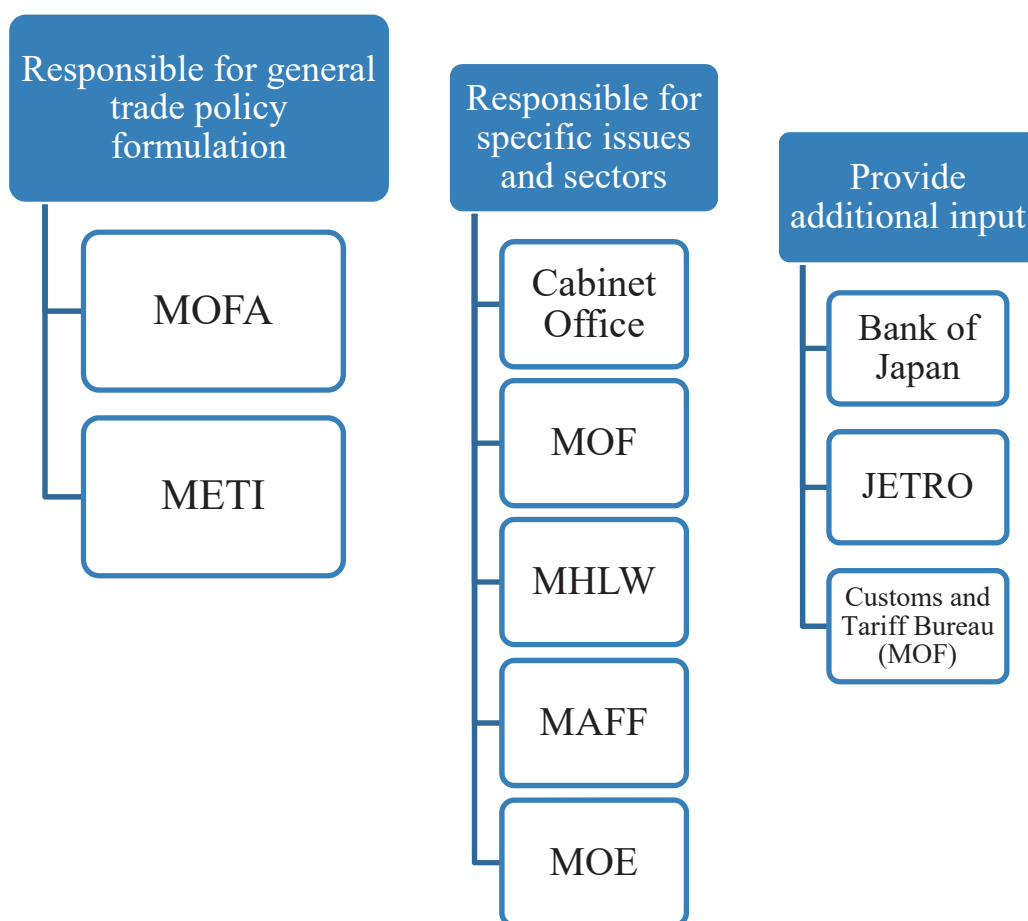 Responsible for general
trade policy
formulation
MOFA
METI
Responsible for
specific issues
and sectors
Cabinet
Office
MOF
MHLW
MAFF
MOE
Provide
additional input
Bank of
Japan
JETRO
Customs and
Tariff Bureau
(MOF)